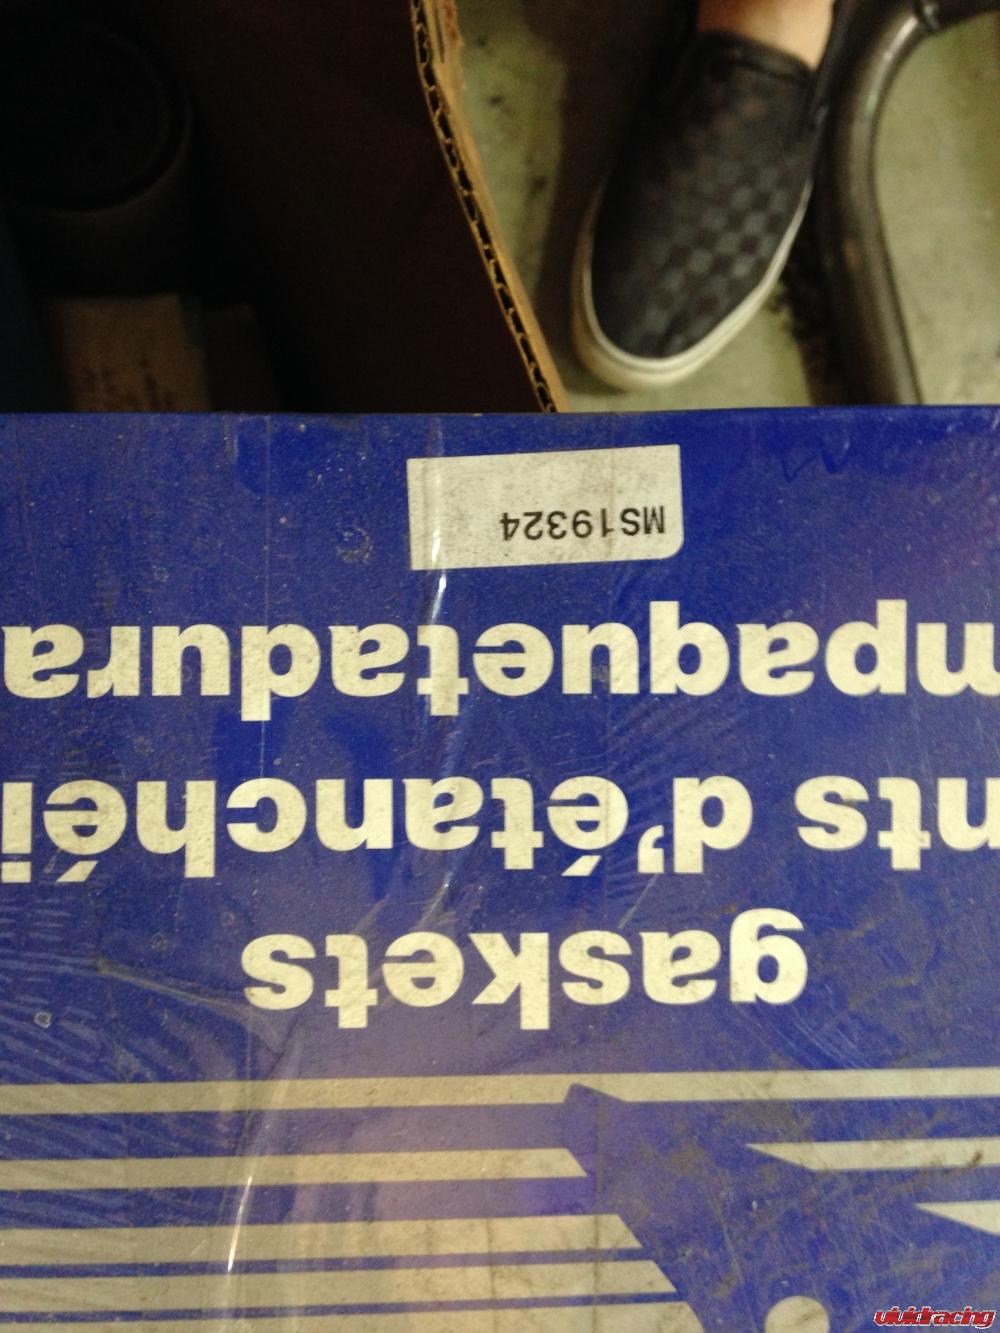 gaskets
nts d'étanchéi
mpaquetadura
MS19324
vividracing